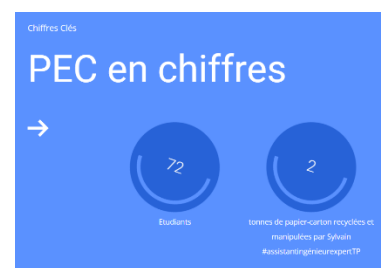 Chiffres Clés
PEC en chiffres
72
Etudiants
2
tonnes de papier-carton recyclées et
manipulées par Sylvain
#assistantingénieurexpertTP